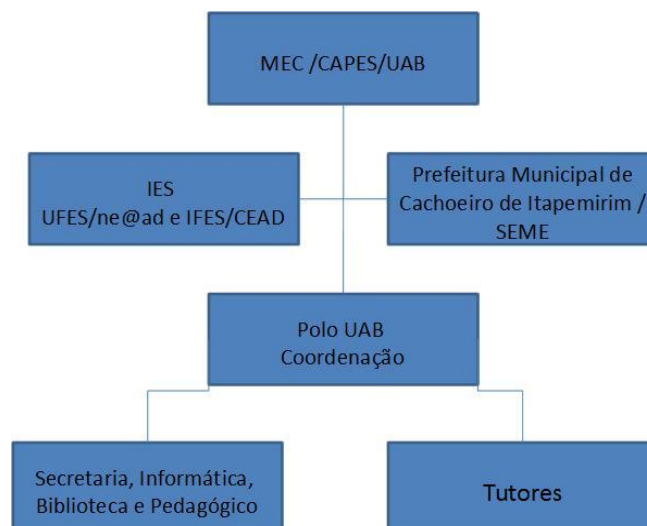 MEC /CAPES/UAB
IES
UFES/ne@ad e IFES/CEAD
Prefeitura Municipal de
Cachoeiro de Itapemirim /
SEME
Polo UAB
Coordenação
Secretaria, Informática,
Biblioteca e Pedagógico
Tutores